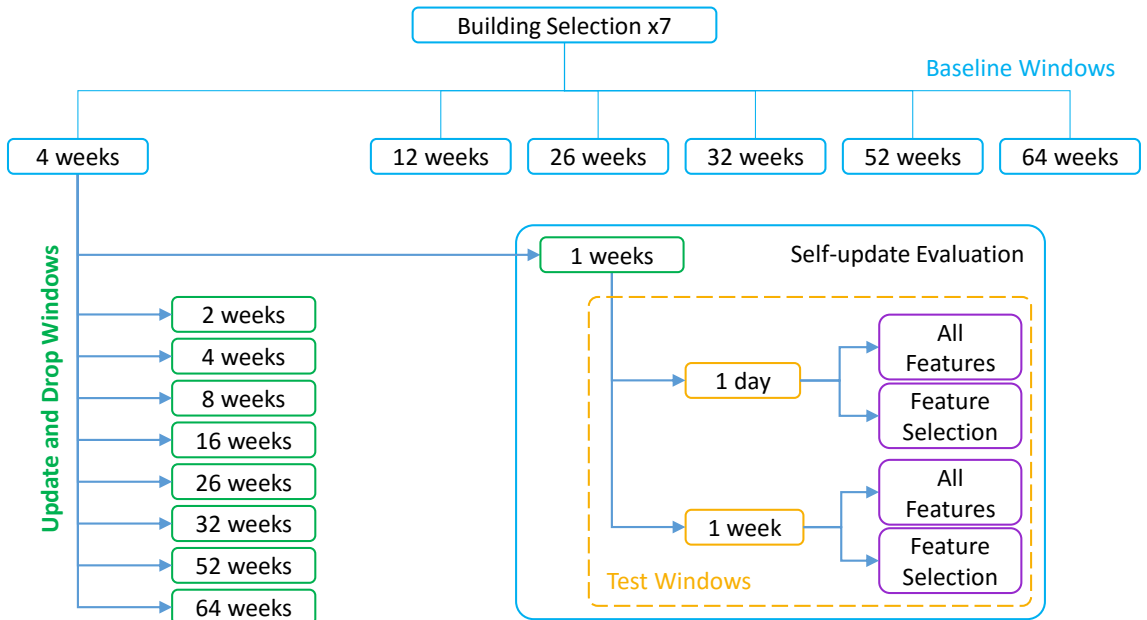 Building Selection x7
Baseline Windows
4 weeks
12 weeks
26 weeks
32 weeks
52 weeks
64 weeks
Update and Drop Windows
1 weeks
Self-update Evaluation
2 weeks
4 weeks
8 weeks
16 weeks
26 weeks
32 weeks
52 weeks
64 weeks
1 day
All
Features
Feature
Selection
1 week
All
Features
Feature
Selection
Test Windows